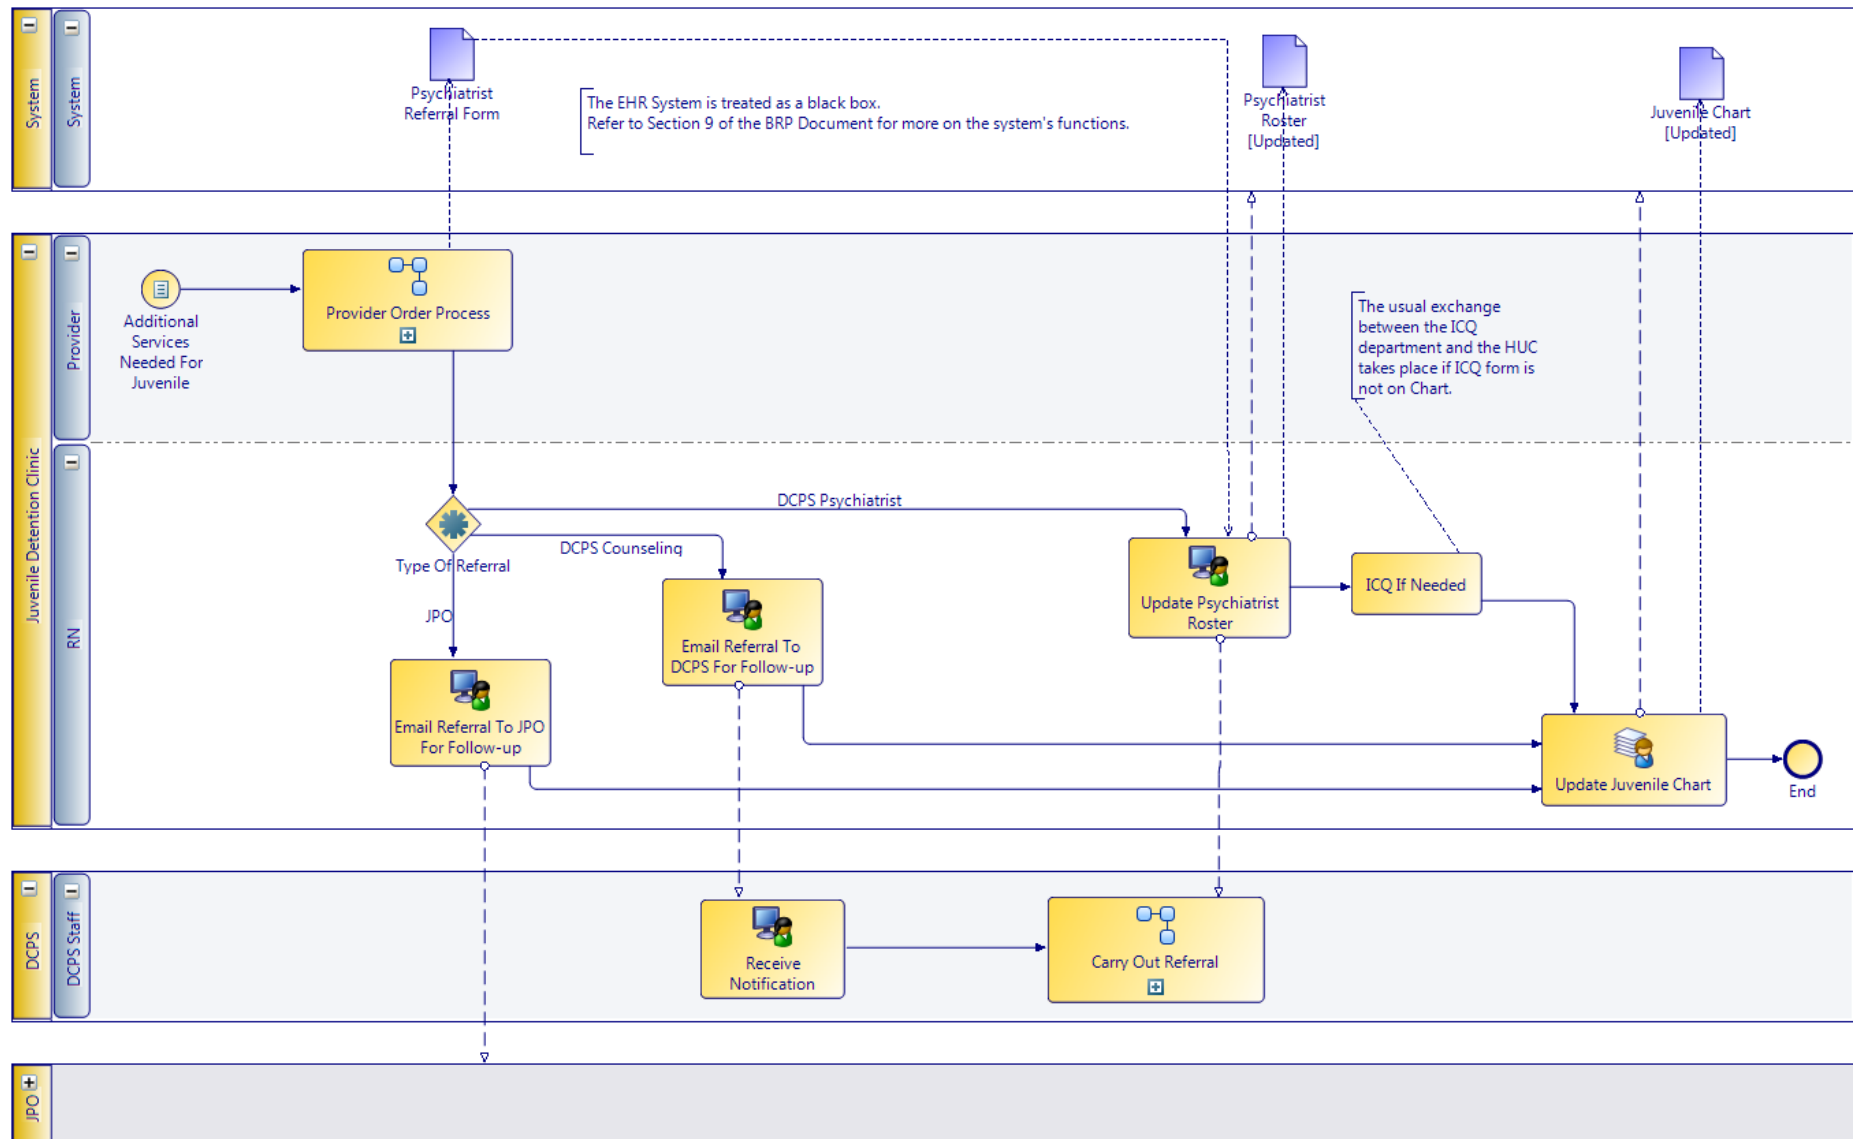 System
System
Psychiatrist
Referral Form
The EHR System is treated as a black box.
Refer to Section 9 of the BRP Document for more on the system's functions.
Psychiatrist
Roster
[Updated]
Juvenile Chart
[Updated]
Juvenile Detention Clinic
Provider
Additional
Services
Needed For
Juvenile
Provider Order Process
The usual exchange
between the ICQ
department and the HUC
takes place if ICQ form is
not on Chart.
RN
Type Of Referral
DCPS Psychiatrist
DCPS Counseling
JPO
Email Referral To JPO
For Follow-up
Email Referral To
DCPS For Follow-up
Update Psychiatrist
Roster
ICQ If Needed
Update Juvenile Chart
End
DCPS
DCPS Staff
Receive
Notification
Carry Out Referral
JPO